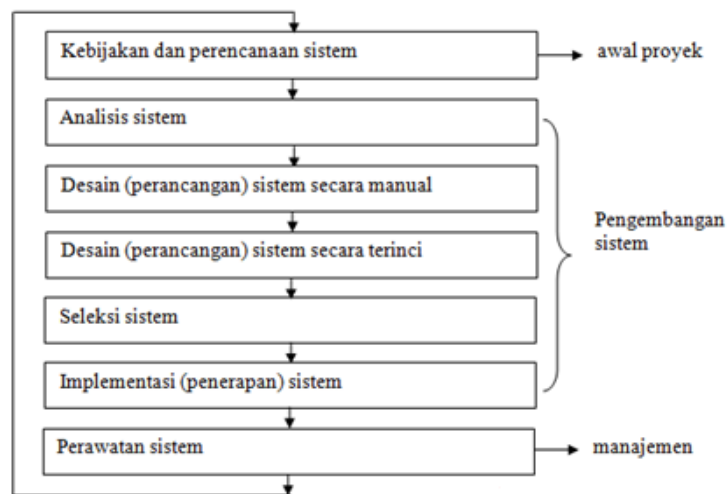 Kebijakan dan perencanaan sistem
awal proyek
Analisis sistem
Desain (perancangan) sistem secara manual
Desain (perancangan) sistem secara terinci
Pengembangan
sistem
Seleksi sistem
Implementasi (penerapan) sistem
Perawatan sistem
manajemen